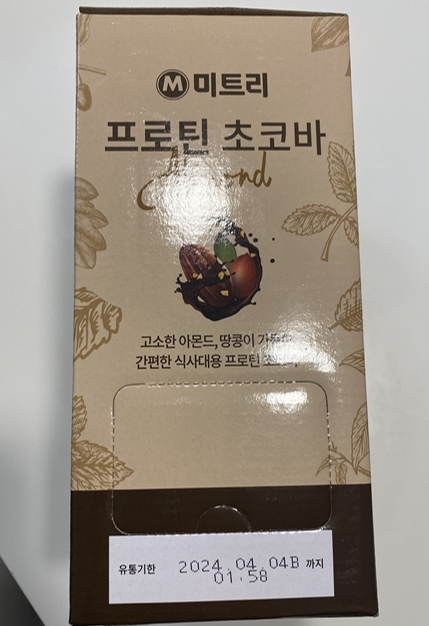 M 미트리
프로틴 초코바
Almond
고소한 아몬드, 땅콩이
간편한 식사대용 프로틴
유통기한 2024.04.04B 까지
01:58